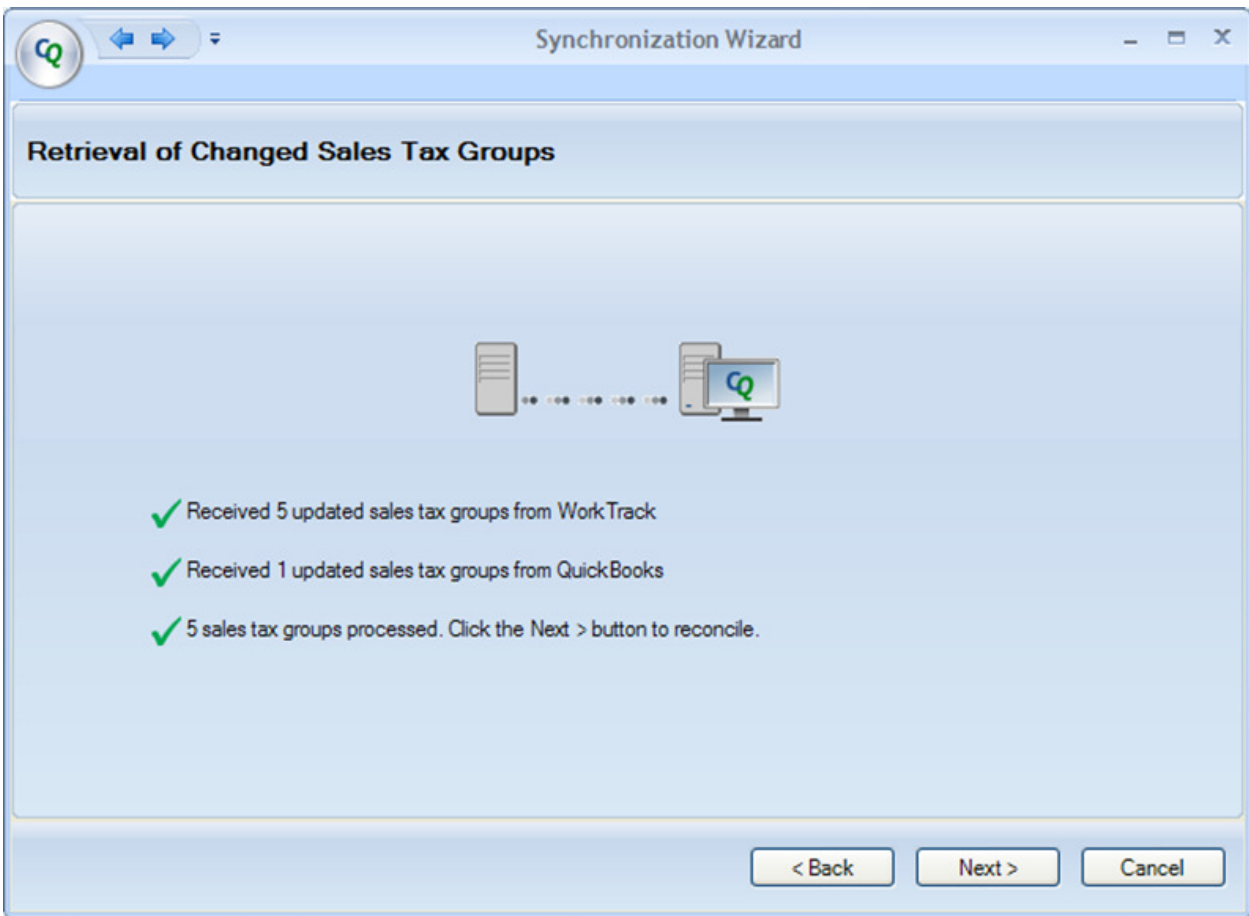 CQ
Synchronization Wizard
Retrieval of Changed Sales Tax Groups
CQ
Received 5 updated sales tax groups from WorkTrack
Received 1 updated sales tax groups from QuickBooks
5 sales tax groups processed. Click the Next > button to reconcile.
< Back
Next >
Cancel